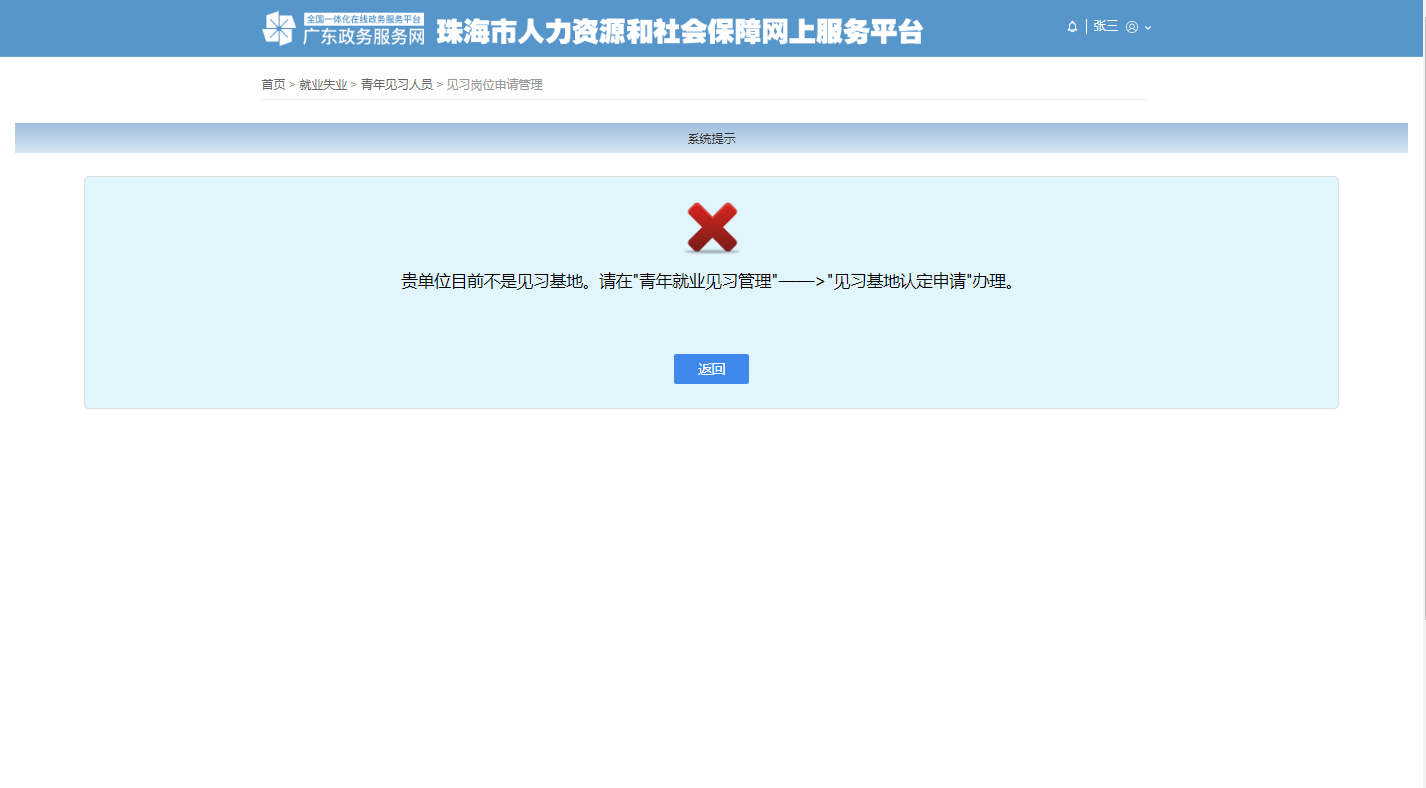 全国一体化在线政务服务平台
广东政务服务网
珠海市人力资源和社会保障网上服务平台
张三
首页 > 就业失业 > 青年见习人员 > 见习岗位申请管理
系统提示
贵单位目前不是见习基地。请在"青年就业见习管理"——>"见习基地认定申请"办理。
返回